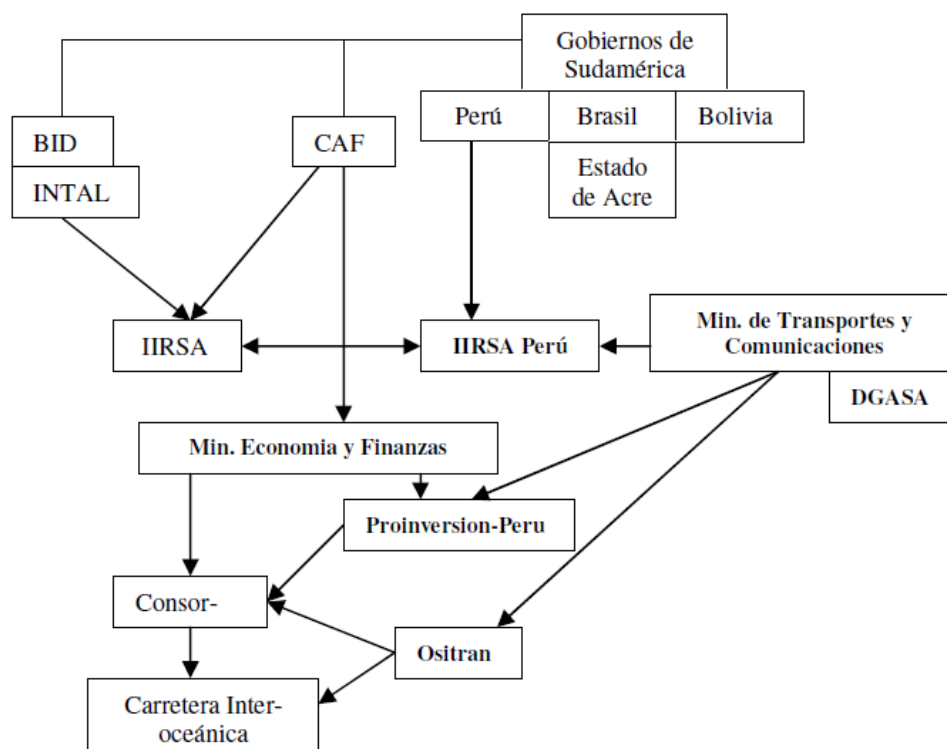 Gobiernos de
Sudamérica
Perú
Brasil
Bolivia
BID
CAF
INTAL
Estado
de Acre
IIRSA
IIRSA Perú
Min. de Transportes y
Comunicaciones
DGASA
Min. Economia y Finanzas
Proinversion-Peru
Consor-
Ositran
Carretera Inter-
oceánica